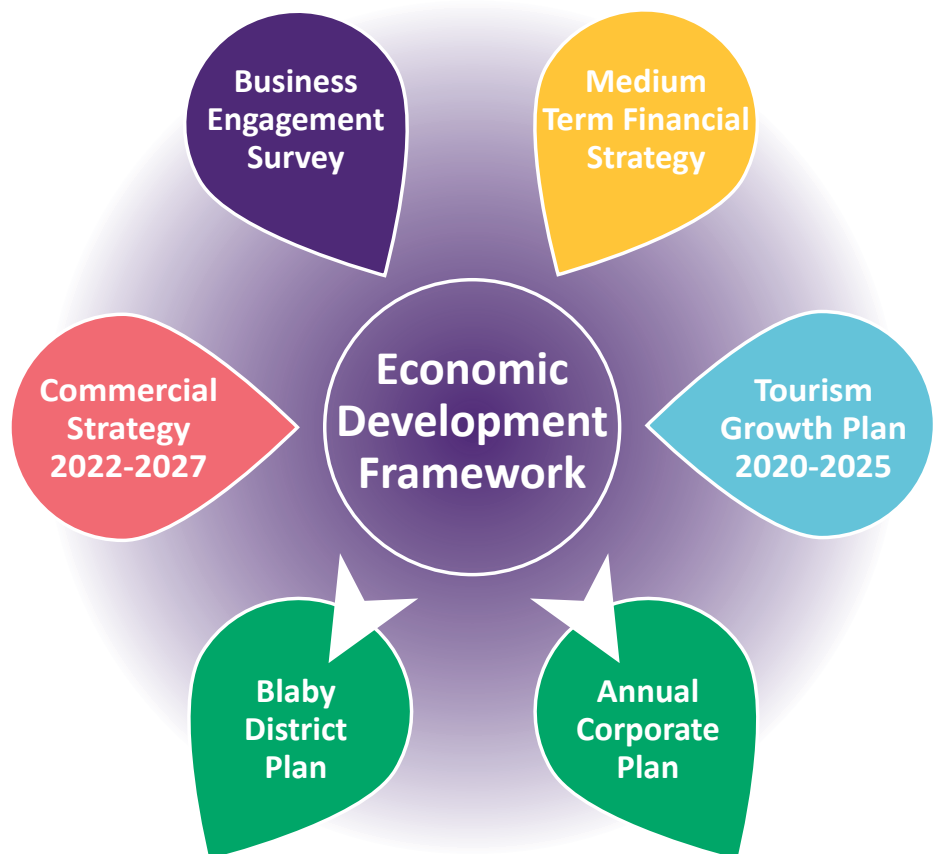 Business
Engagement
Survey
Medium
Term Financial
Strategy
Commercial
Strategy
2022-2027
Economic
Development
Framework
Tourism
Growth Plan
2020-2025
Blaby
District
Plan
Annual
Corporate
Plan